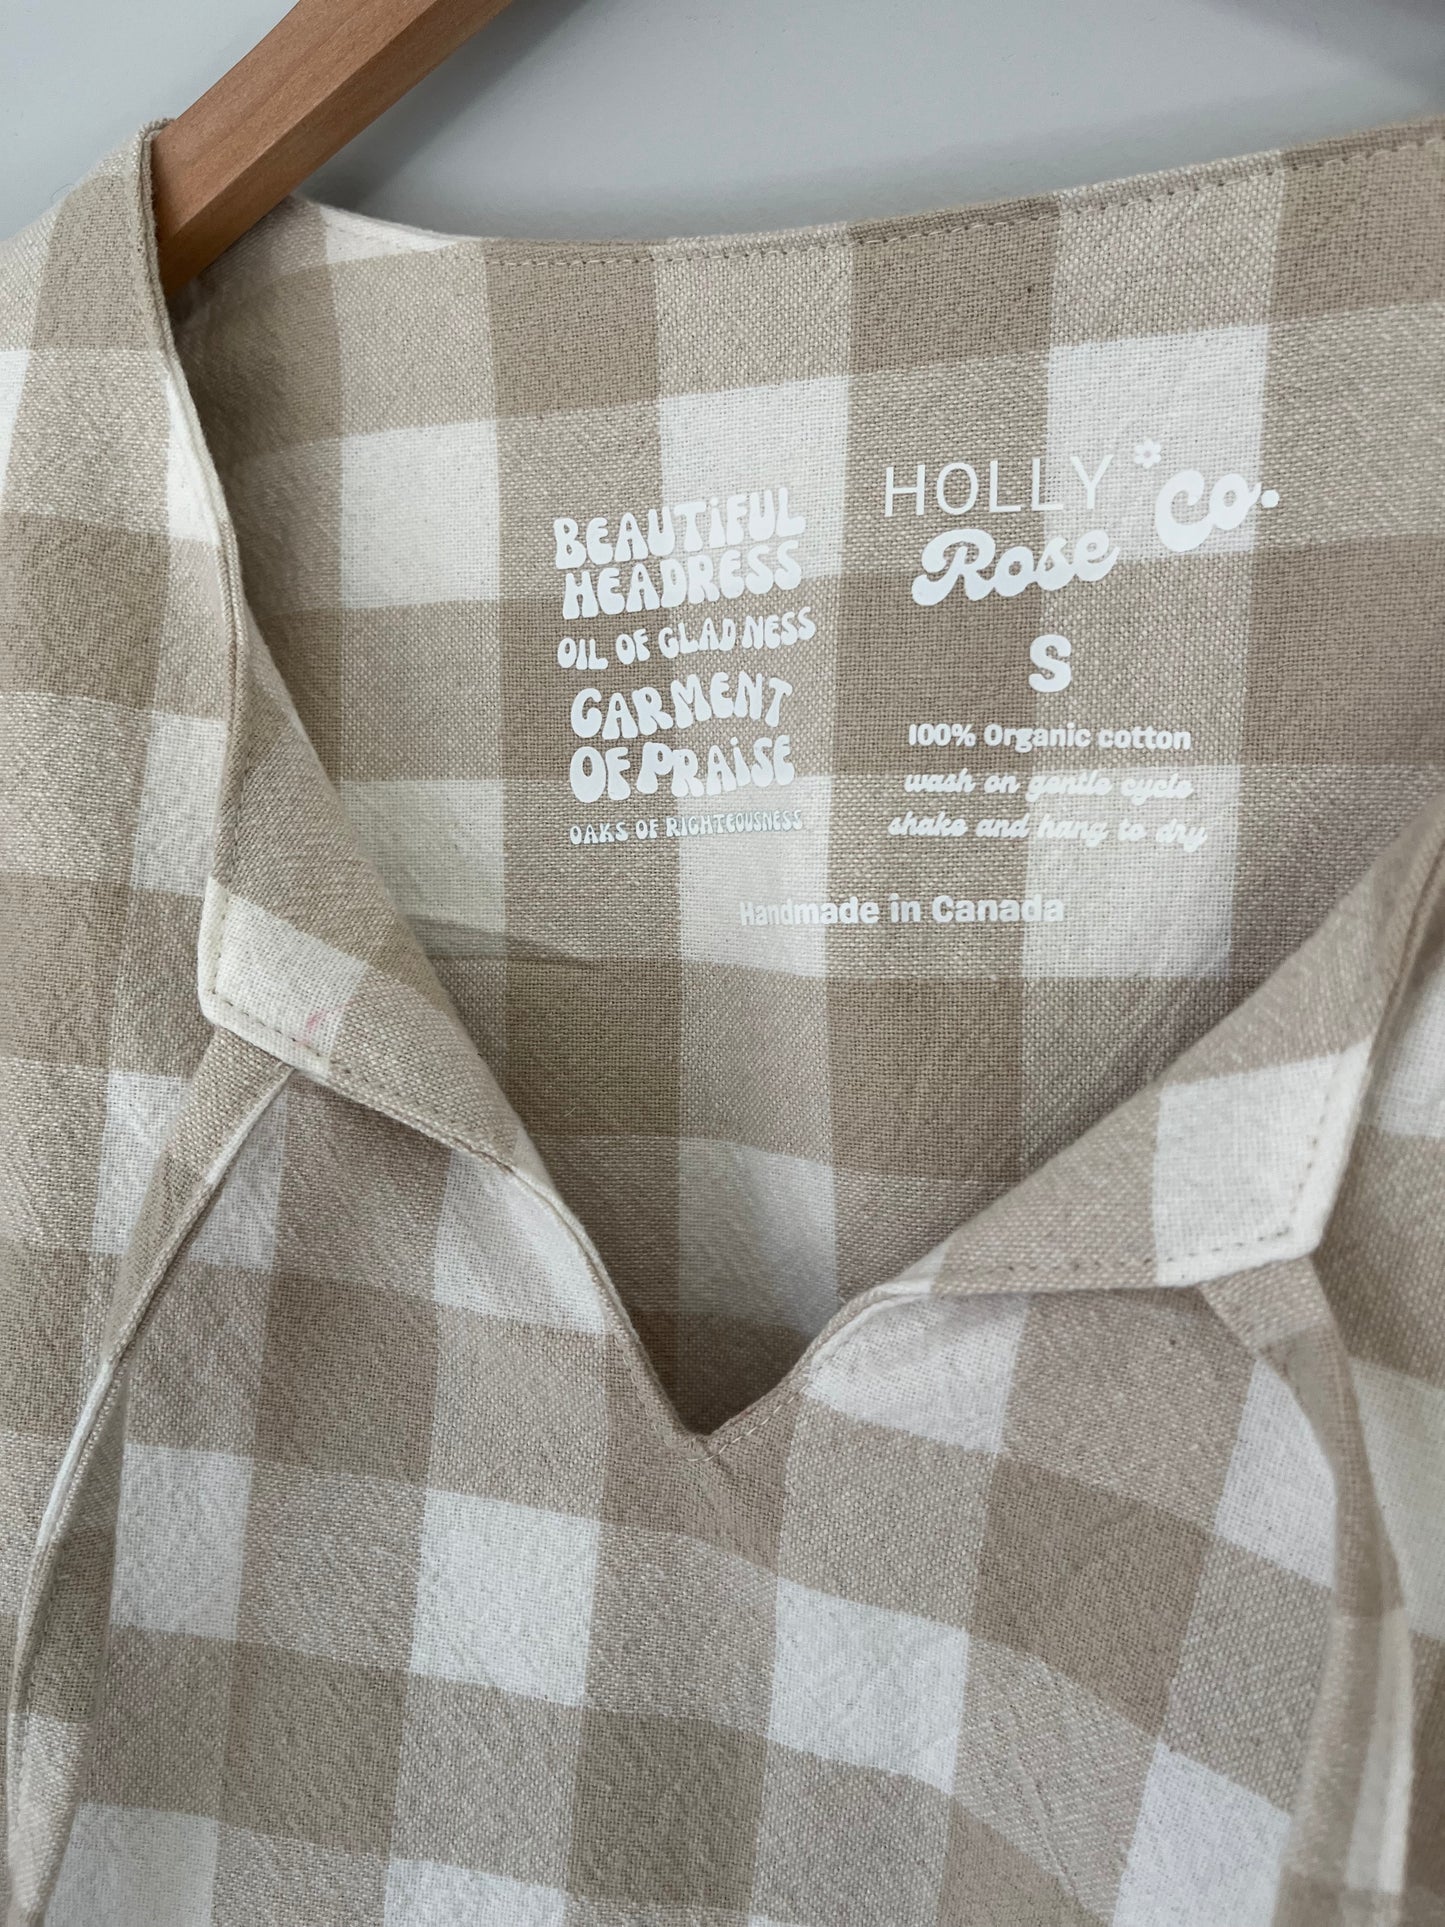 BEAUTiFUL
HEADRESS
OIL OF GLADNESS
GARMENT
OF PRAiSE
OAKS OF RIGHTEOUSNESS
HOLLY
Rose Co.
S
100% Organic cotton
wash on gentle cycle
shake and hang to dry
Handmade in Canada